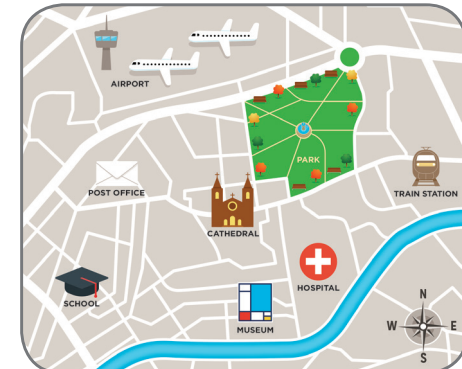 AIRPORT
PARK
POST OFFICE
TRAIN STATION
CATHEDRAL
HOSPITAL
SCHOOL
MUSEUM
N
W
E
S